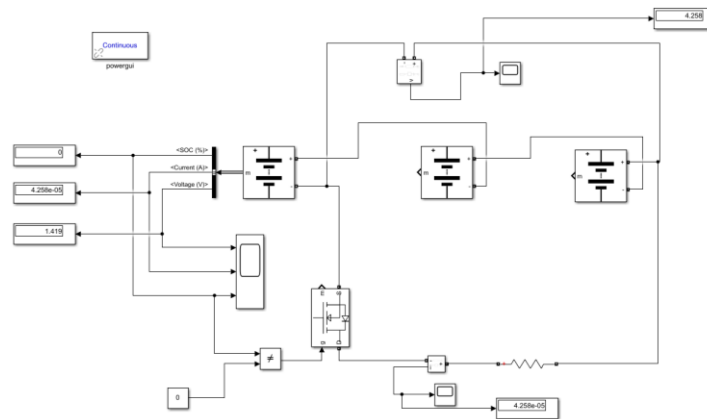 4.258
Continuous
powergui
- +
v
<SOC (%)>
0
<Current (A)>
4.258e-05
<Voltage (V)>
1.419
m
+
-
m
+
-
m
+
-
m
g
S
D
≠
0
+
-
i
4.258e-05